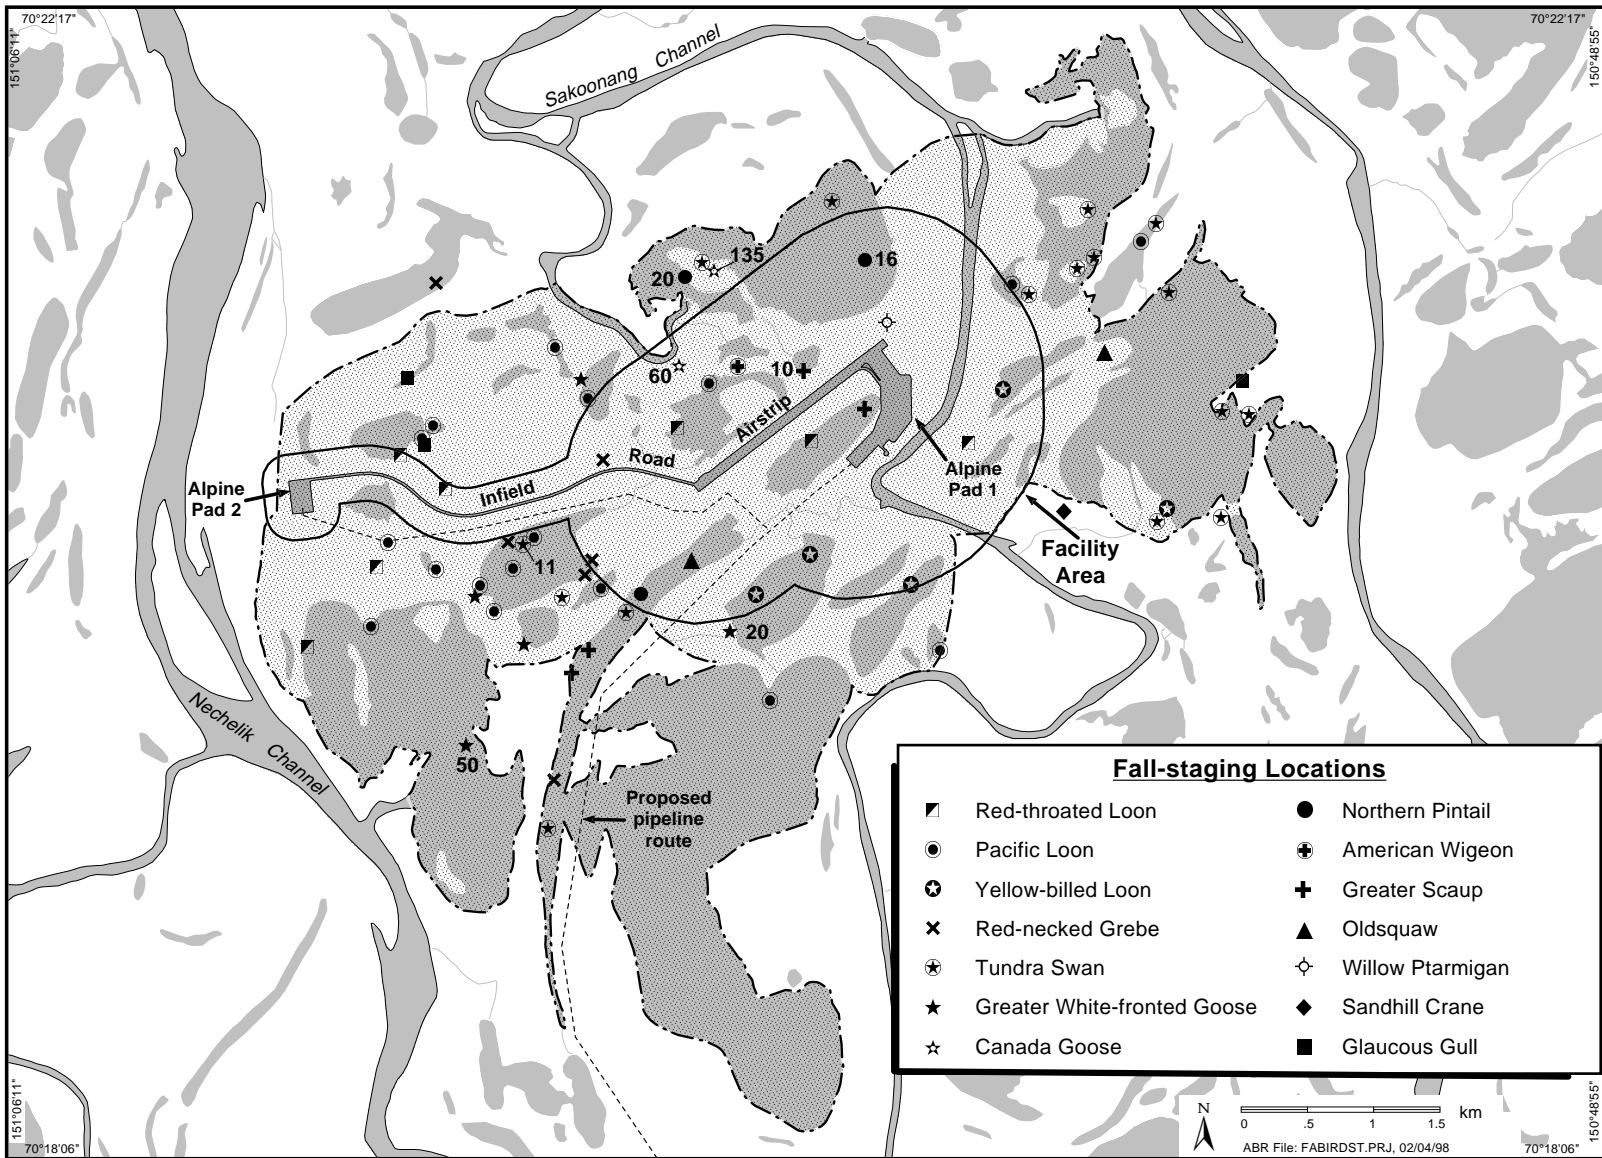 70°22'17"
70°22'17"
151°06'11"
150°48'55"
Sakoonang Channel
135
20
16
60
10
Airstrip
Road
Infield
Alpine
Pad 2
Alpine
Pad 1
Facility
Area
11
20
50
Nechelik Channel
Proposed
pipeline
route
Fall-staging Locations
Red-throated Loon
Pacific Loon
Yellow-billed Loon
Red-necked Grebe
Tundra Swan
Greater White-fronted Goose
Canada Goose
Northern Pintail
American Wigeon
Greater Scaup
Oldsquaw
Willow Ptarmigan
Sandhill Crane
Glaucous Gull
N
0 .5 1 1.5 km
ABR File: FABIRDST.PRJ, 02/04/98
151°06'11"
150°48'55"
70°18'06"
70°18'06"